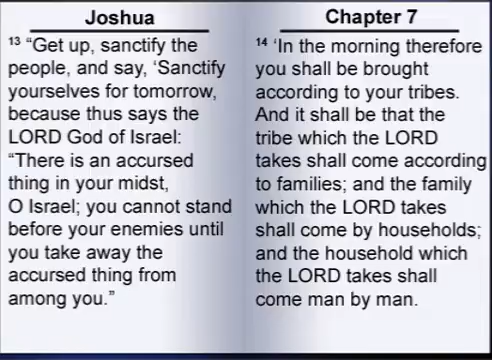 Joshua
13 “Get up, sanctify the
people, and say, ‘Sanctify
yourselves for tomorrow,
because thus says the
LORD God of Israel:
“There is an accursed
thing in your midst,
O Israel; you cannot stand
before your enemies until
you take away the
accursed thing from
among you.”
Chapter 7
14 ‘In the morning therefore
you shall be brought
according to your tribes.
And it shall be that the
tribe which the LORD
takes shall come according
to families; and the family
which the LORD takes
shall come by households;
and the household which
the LORD takes shall
come man by man.